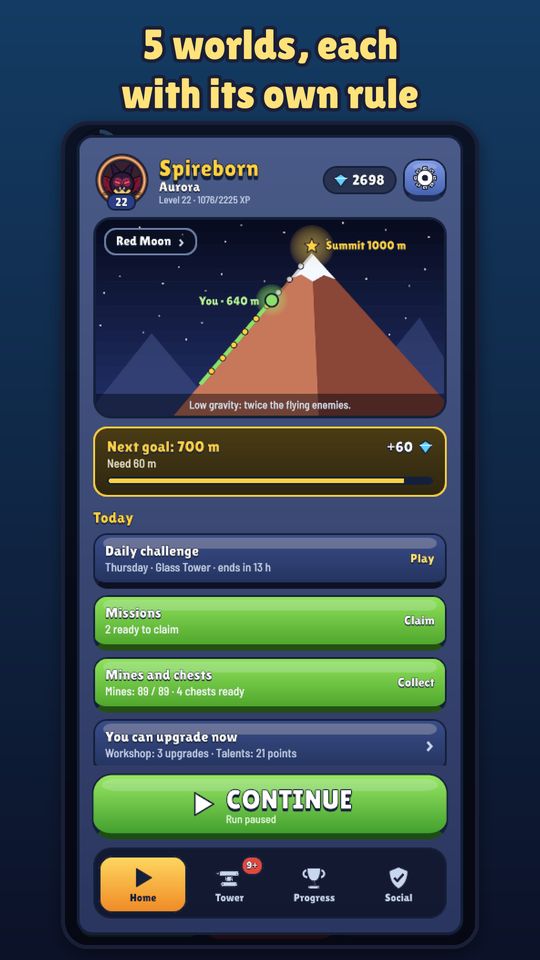 5 worlds, each
with its own rule
Spireborn
Aurora
Level 22 · 1076/2225 XP
22
2698
Red Moon ›
Summit 1000 m
You · 640 m
Low gravity: twice the flying enemies.
Next goal: 700 m
+60
Need 60 m
Today
Daily challenge
Thursday · Glass Tower · ends in 13 h
Play
Missions
2 ready to claim
Claim
Mines and chests
Mines: 89 / 89 · 4 chests ready
Collect
You can upgrade now
Workshop: 3 upgrades · Talents: 21 points
›
CONTINUE
Run paused
9+
Home
Tower
Progress
Social